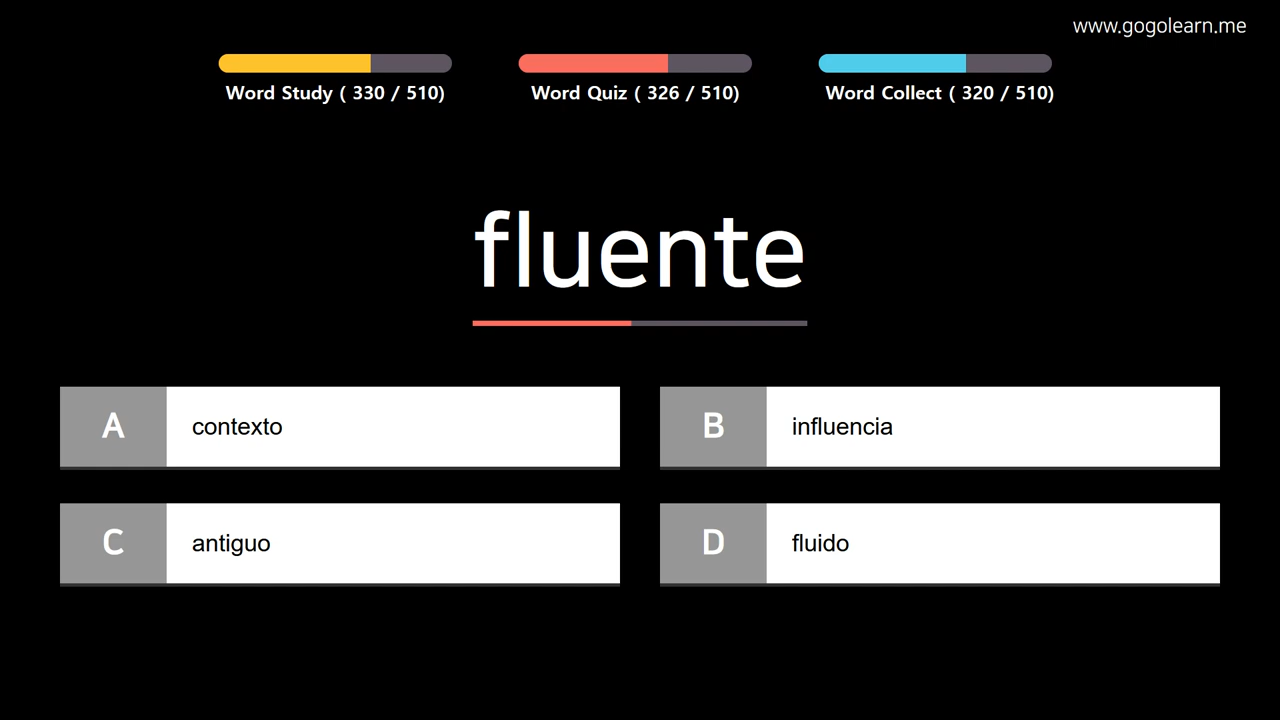 www.gogolearn.me
Word Study ( 330 / 510)
Word Quiz ( 326 / 510)
Word Collect ( 320 / 510)
fluente
A contexto
B influencia
C antiguo
D fluido